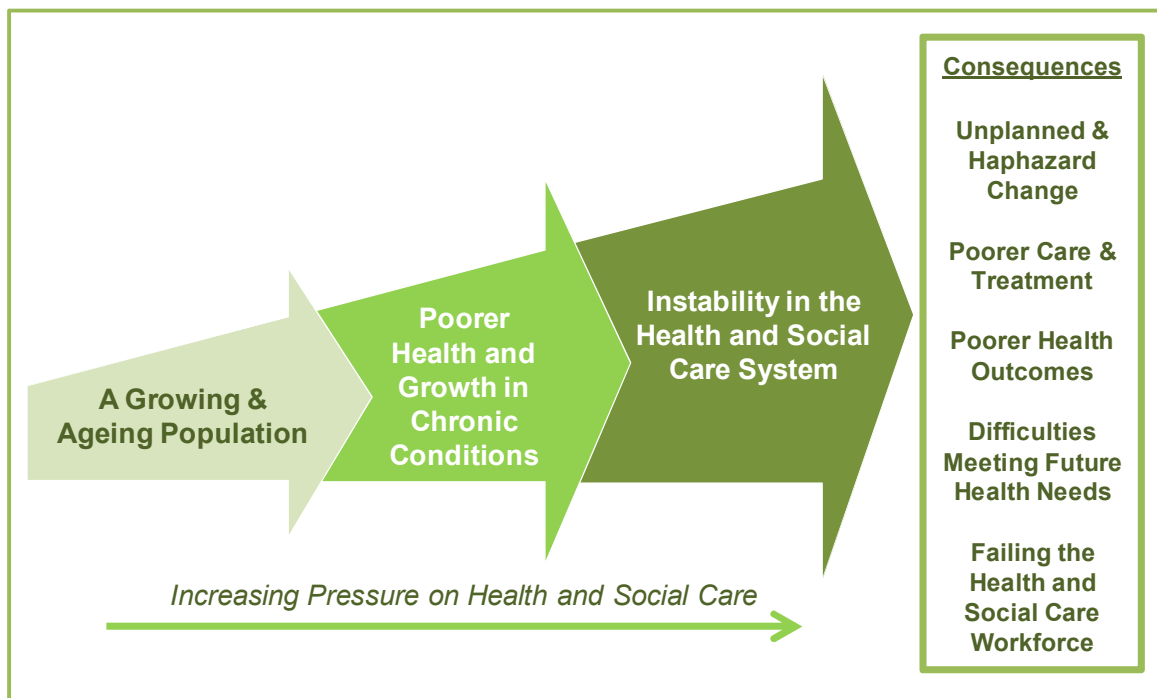 A Growing &
Ageing Population
Poorer
Health and
Growth in
Chronic
Conditions
Instability in the
Health and Social
Care System
Increasing Pressure on Health and Social Care
Consequences
Unplanned &
Haphazard
Change
Poorer Care &
Treatment
Poorer Health
Outcomes
Difficulties
Meeting Future
Health Needs
Failing the
Health and
Social Care
Workforce